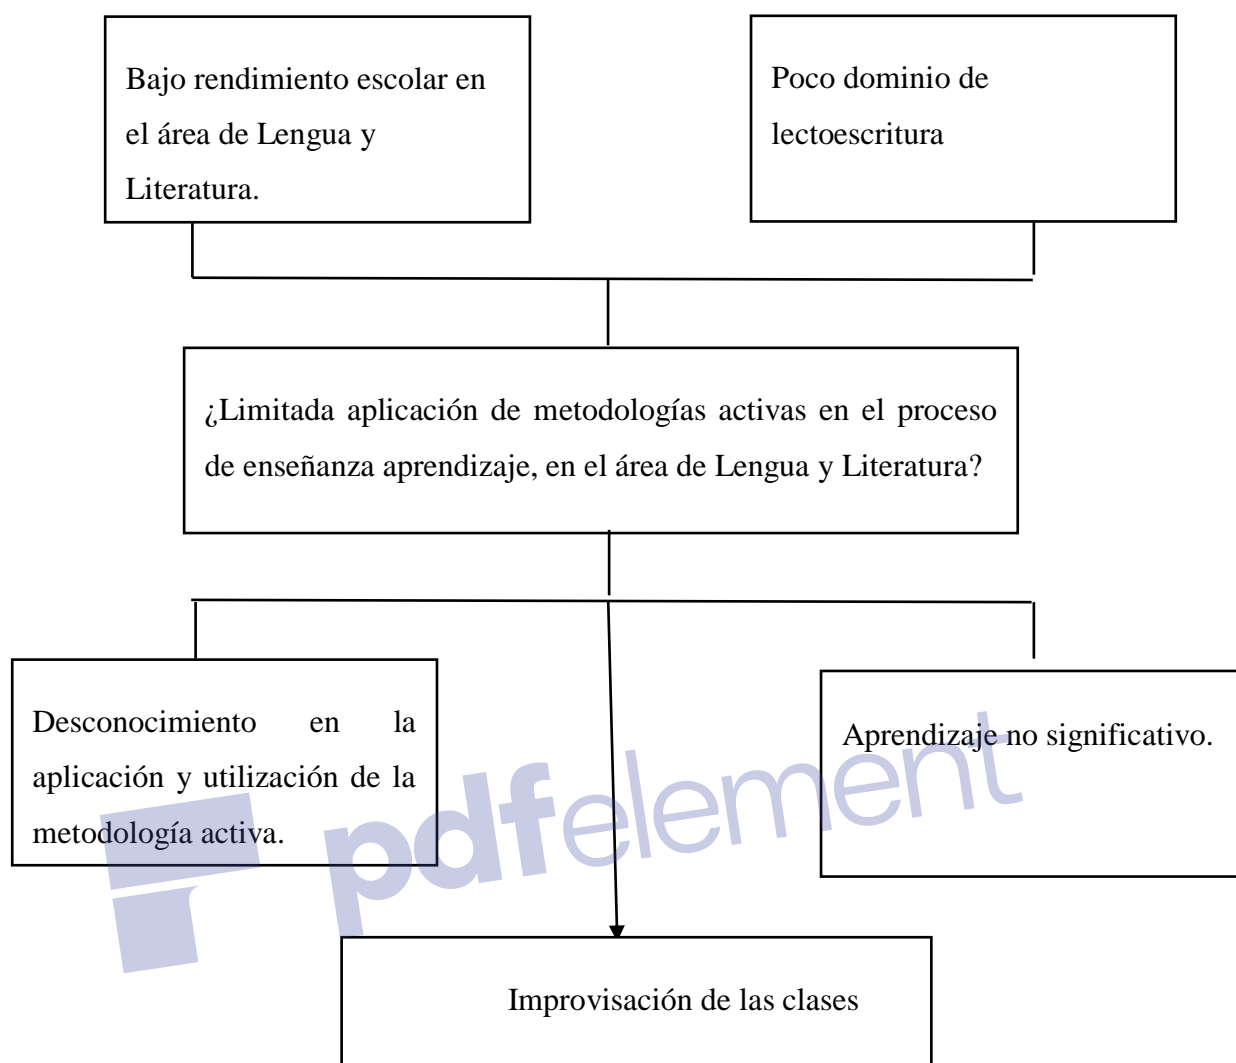 Bajo rendimiento escolar en
el área de Lengua y
Literatura.
Poco dominio de
lectoescritura
¿Limitada aplicación de metodologías activas en el proceso
de enseñanza aprendizaje, en el área de Lengua y Literatura?
Desconocimiento en la
aplicación y utilización de la
metodología activa.
Aprendizaje no significativo.
pdfelement
Improvisación de las clases